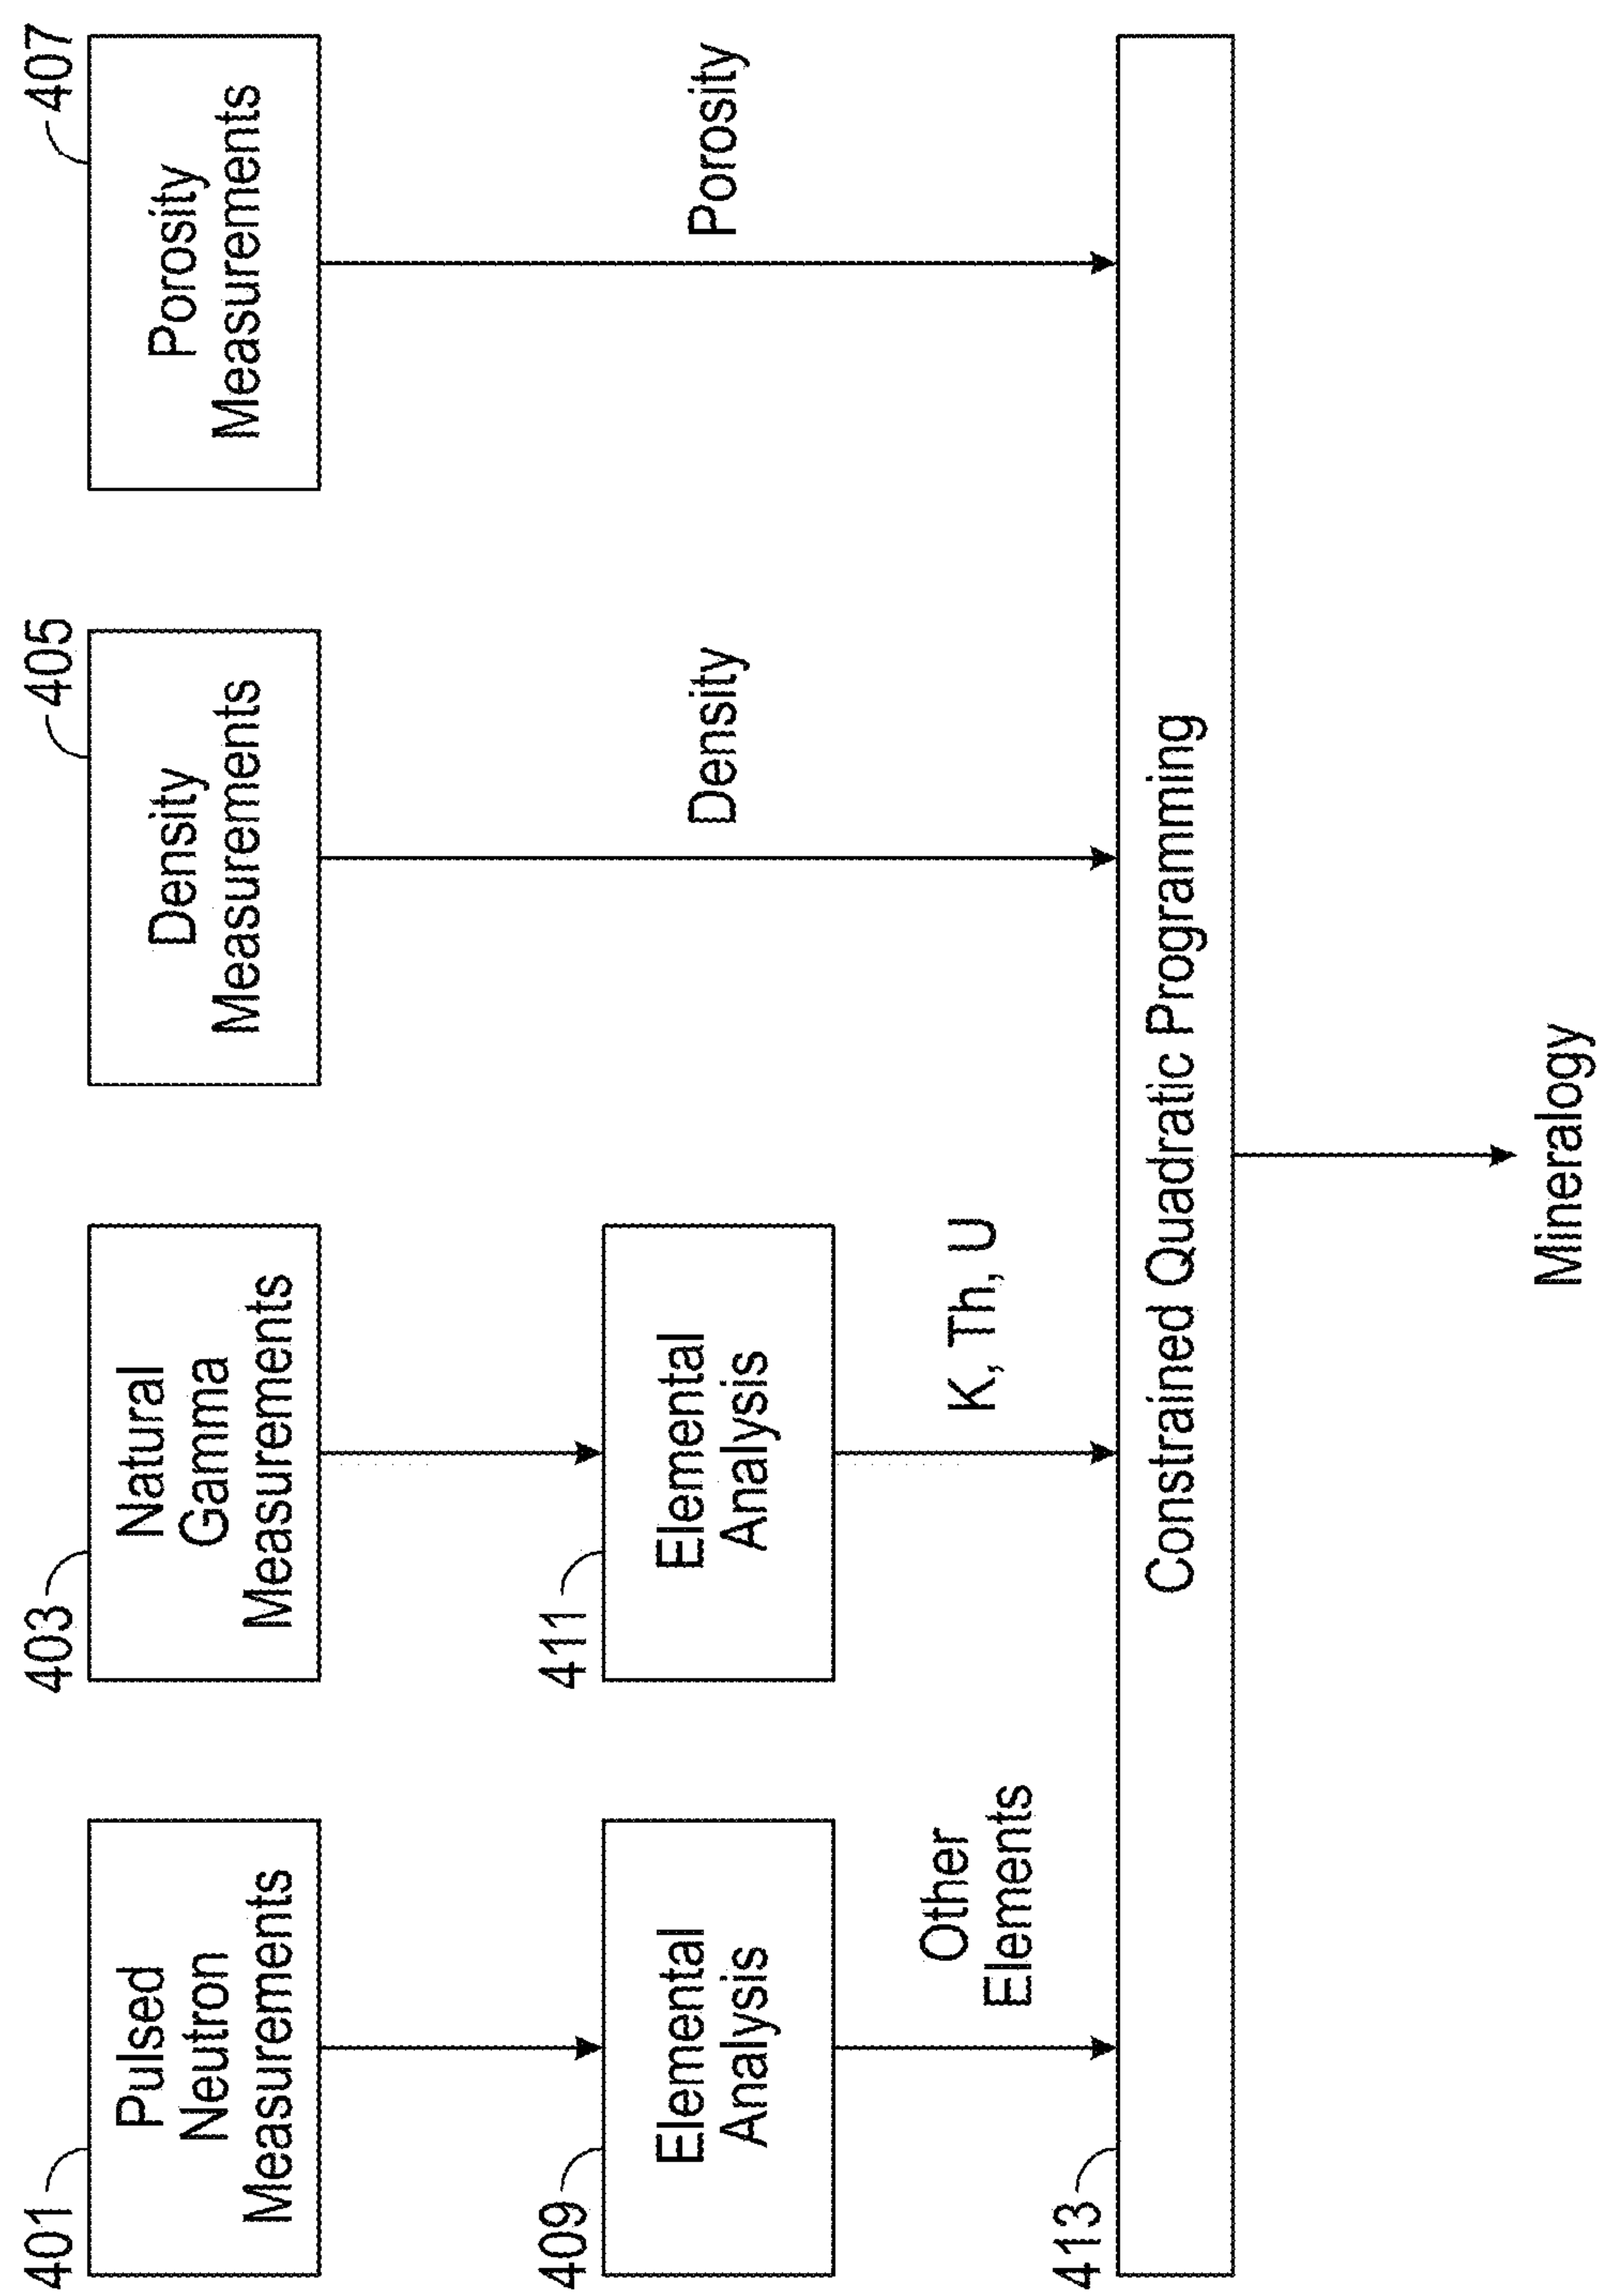 401
Pulsed
Neutron
Measurements
403
Natural
Gamma
Measurements
405
Density
Measurements
407
Porosity
Measurements
409
Elemental
Analysis
411
Elemental
Analysis
Other
Elements
K, Th, U
Density
Porosity
413
Constrained Quadratic Programming
Mineralogy